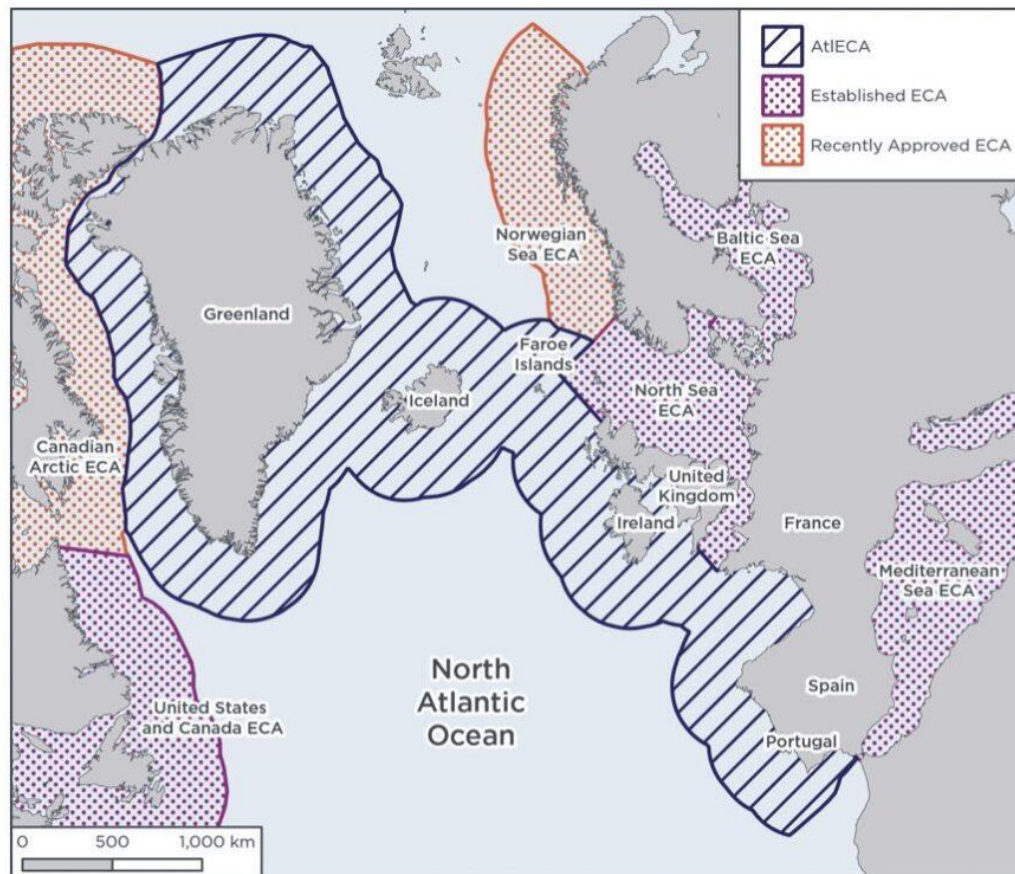 AtlECA
Established ECA
Recently Approved ECA
Norwegian
Sea ECA
Baltic Sea
ECA
Greenland
Faroe
Islands
Iceland
North Sea
ECA
Canadian
Arctic ECA
United
Kingdom
Ireland
France
Mediterranean
Sea ECA
North
Atlantic
Ocean
Spain
United States
and Canada ECA
Portugal
0 500 1,000 km